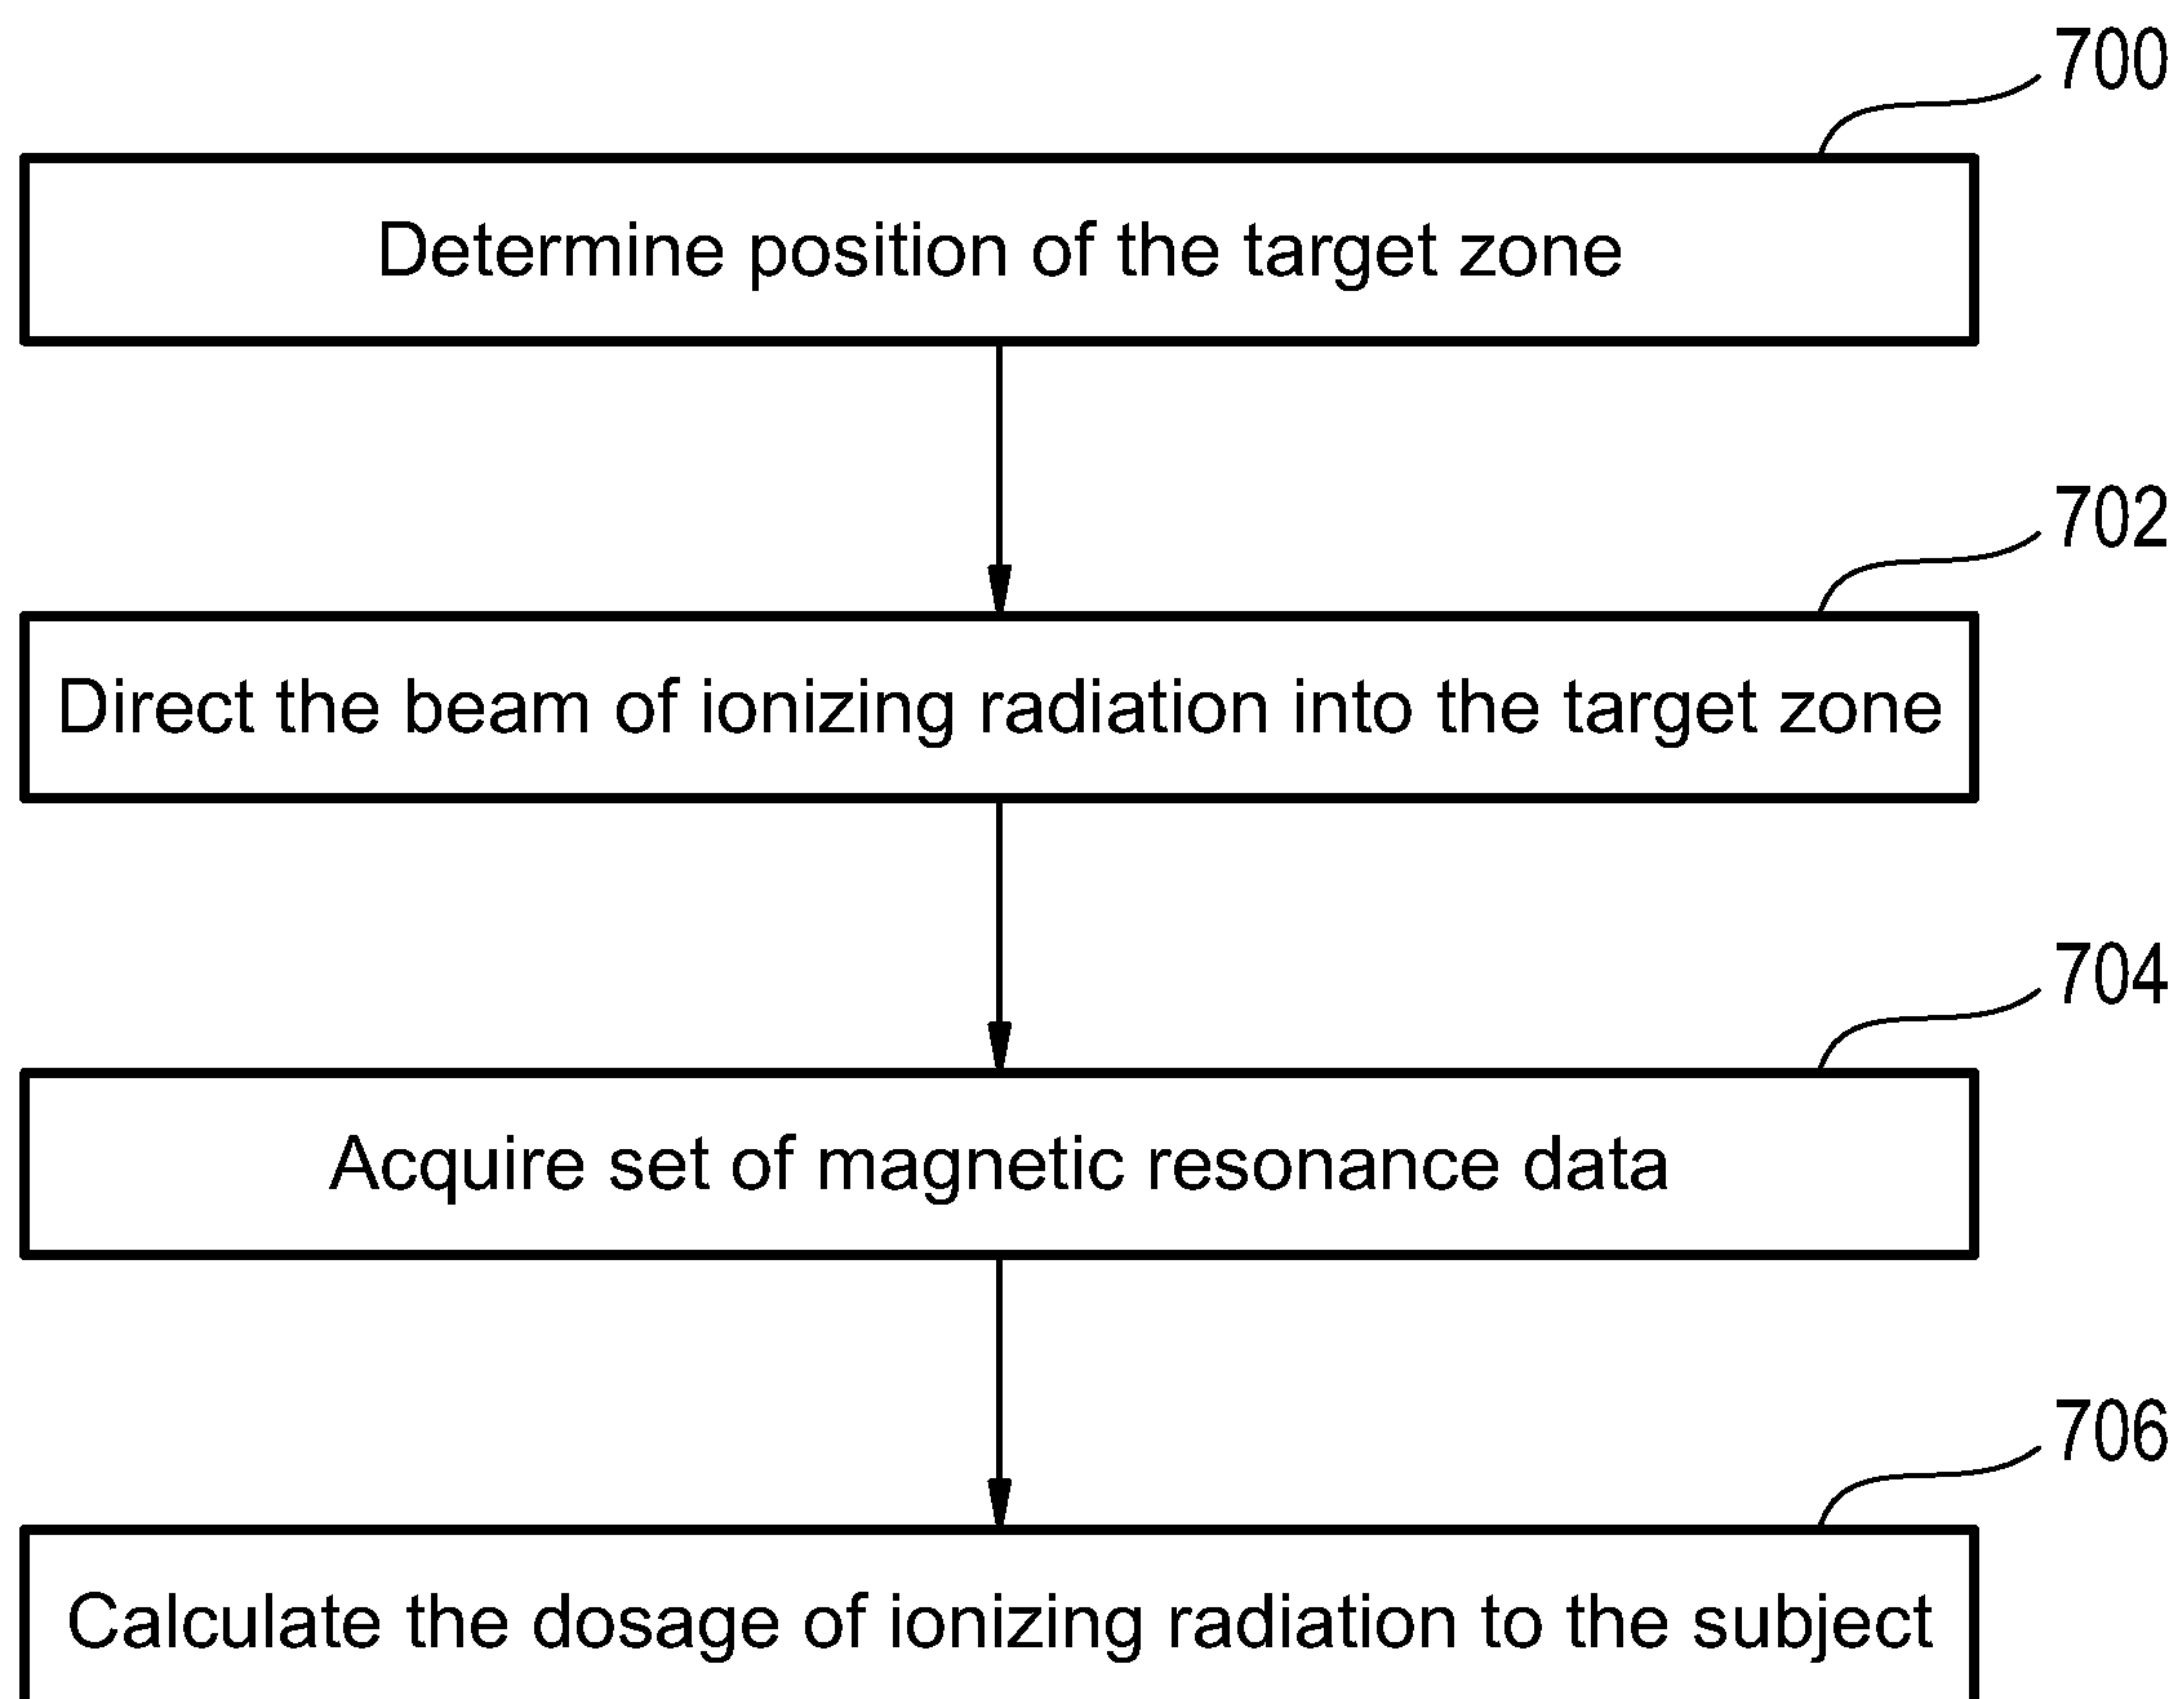 700
Determine position of the target zone
702
Direct the beam of ionizing radiation into the target zone
704
Acquire set of magnetic resonance data
706
Calculate the dosage of ionizing radiation to the subject